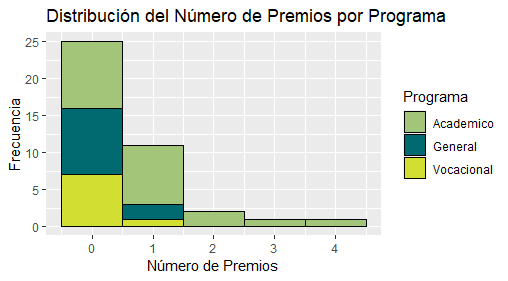 Distribución del Número de Premios por Programa
Frecuencia
25
20
15
10
5
0
0 1 2 3 4
Número de Premios
Programa
Academico
General
Vocacional